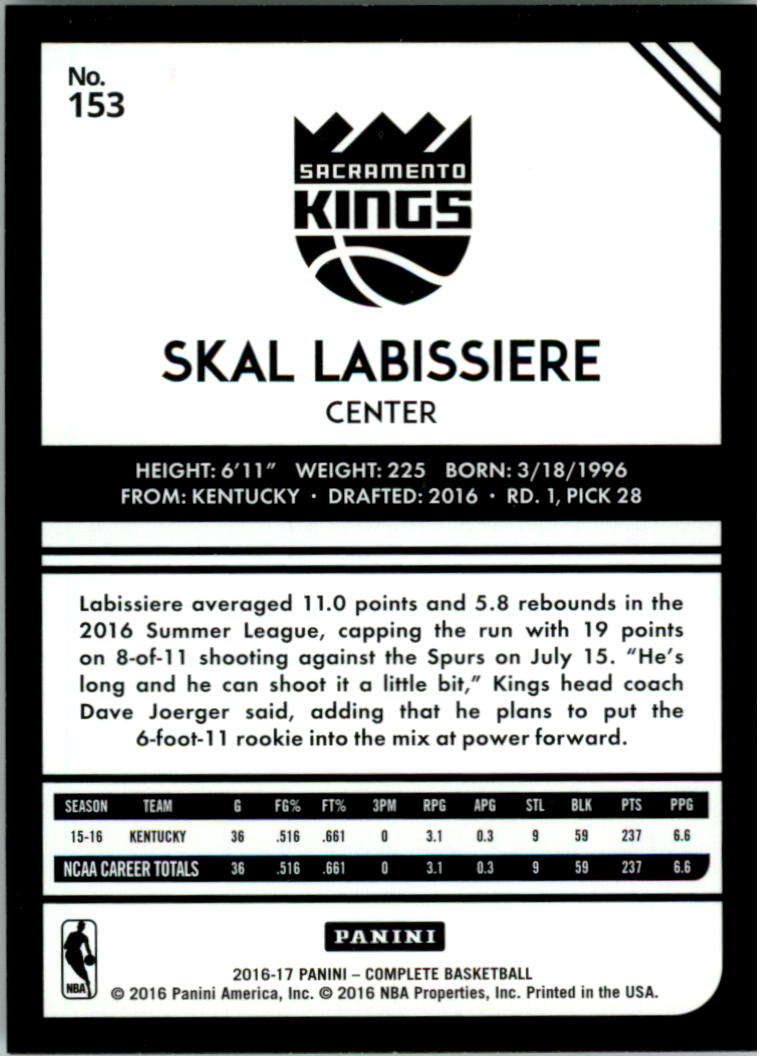 No.
153
SACRAMENTO
KINGS
SKAL LABISSIERE
CENTER
HEIGHT: 6'11" WEIGHT: 225 BORN: 3/18/1996
FROM: KENTUCKY • DRAFTED: 2016 • RD. 1, PICK 28
Labissiere averaged 11.0 points and 5.8 rebounds in the
2016 Summer League, capping the run with 19 points
on 8-of-11 shooting against the Spurs on July 15. “He’s
long and he can shoot it a little bit,” Kings head coach
Dave Joerger said, adding that he plans to put the
6-foot-11 rookie into the mix at power forward.
SEASON TEAM G FG% FT% 3PM RPG APG STL BLK PTS PPG
15-16 KENTUCKY 36 .516 .661 0 3.1 0.3 9 59 237 6.6
NCAA CAREER TOTALS 36 .516 .661 0 3.1 0.3 9 59 237 6.6
NBA
PANINI
2016-17 PANINI – COMPLETE BASKETBALL
© 2016 Panini America, Inc. © 2016 NBA Properties, Inc. Printed in the USA.